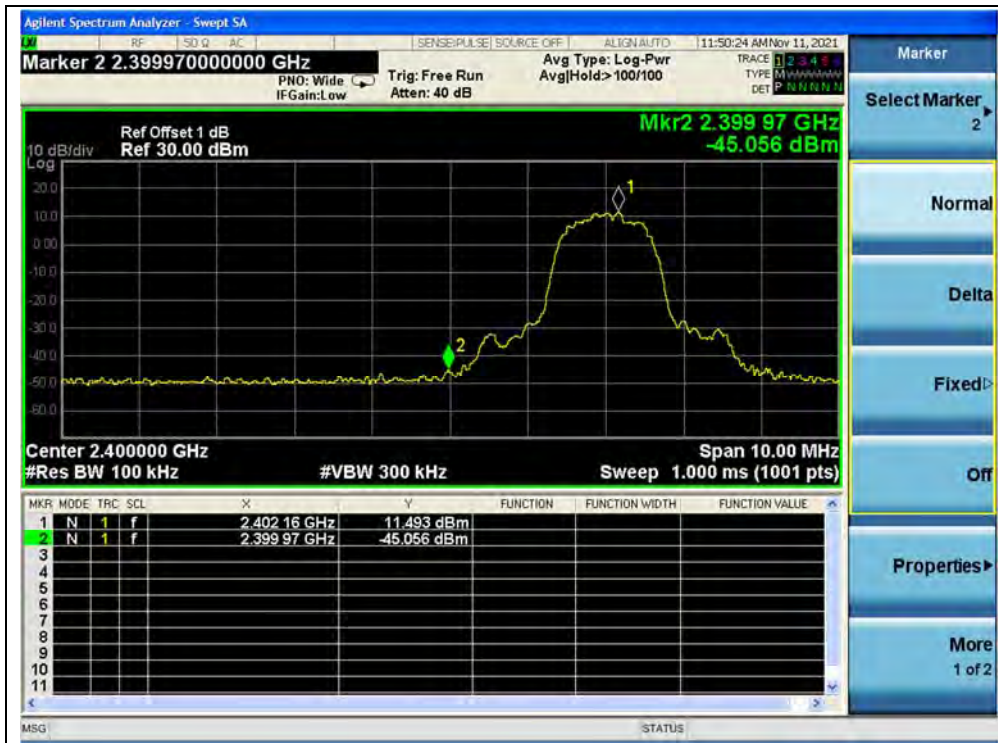 Agilent Spectrum Analyzer - Swept SA
LXI RF 50 Ω AC SENSE:PULSE SOURCE OFF ALIGN AUTO 11:50:24 AM Nov 11, 2021
Marker 2 2.399970000000 GHz
PNO: Wide
IFGain:Low
Trig: Free Run
Atten: 40 dB
Avg Type: Log-Pwr
Avg|Hold:>100/100
TRACE 1 2 3 4 5 6
TYPE M
DET P N N N N N
Ref Offset 1 dB
Ref 30.00 dBm
10 dB/div
Log
Mkr2 2.399 97 GHz
-45.056 dBm
20.0
10.0
0.00
-10.0
-20.0
-30.0
-40.0
-50.0
-60.0
1
2
Center 2.400000 GHz Span 10.00 MHz
#Res BW 100 kHz #VBW 300 kHz Sweep 1.000 ms (1001 pts)
MKR MODE TRC SCL X Y FUNCTION FUNCTION WIDTH FUNCTION VALUE
1 N 1 f 2.402 16 GHz 11.493 dBm
2 N 1 f 2.399 97 GHz -45.056 dBm
3
4
5
6
7
8
9
10
11
MSG STATUS
Marker
Select Marker
2
Normal
Delta
Fixed
Off
Properties
More
1 of 2